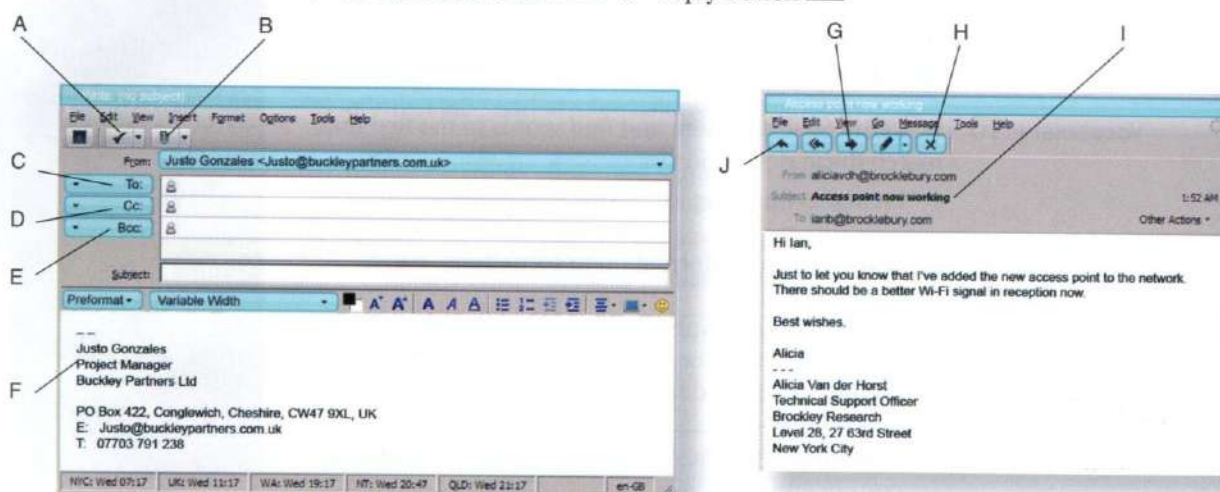 reply button
A
B
G
H
I
File Edit View Insert Format Options Tools Help
From: Justo Gonzales <Justo@buckleypartners.com.uk>
C
To:
D
Cc:
E
Bcc:
Subject:
Preformat
Variable Width
F
--
Justo Gonzales
Project Manager
Buckley Partners Ltd
PO Box 422, Conglewich, Cheshire, CW47 9XL, UK
E: Justo@buckleypartners.com.uk
T: 07703 791 238
NYC: Wed 07:17 UK: Wed 11:17 WA: Wed 19:17 NT: Wed 20:47 QLD: Wed 21:17 en-GB
Access point now working
File Edit View Go Message Tools Help
J
From aliciavdh@brocklebury.com
Subject Access point now working 1:52 AM
To ianb@brocklebury.com Other Actions
Hi Ian,
Just to let you know that I've added the new access point to the network.
There should be a better Wi-Fi signal in reception now.
Best wishes.
Alicia
---
Alicia Van der Horst
Technical Support Officer
Brockley Research
Level 28, 27 63rd Street
New York City